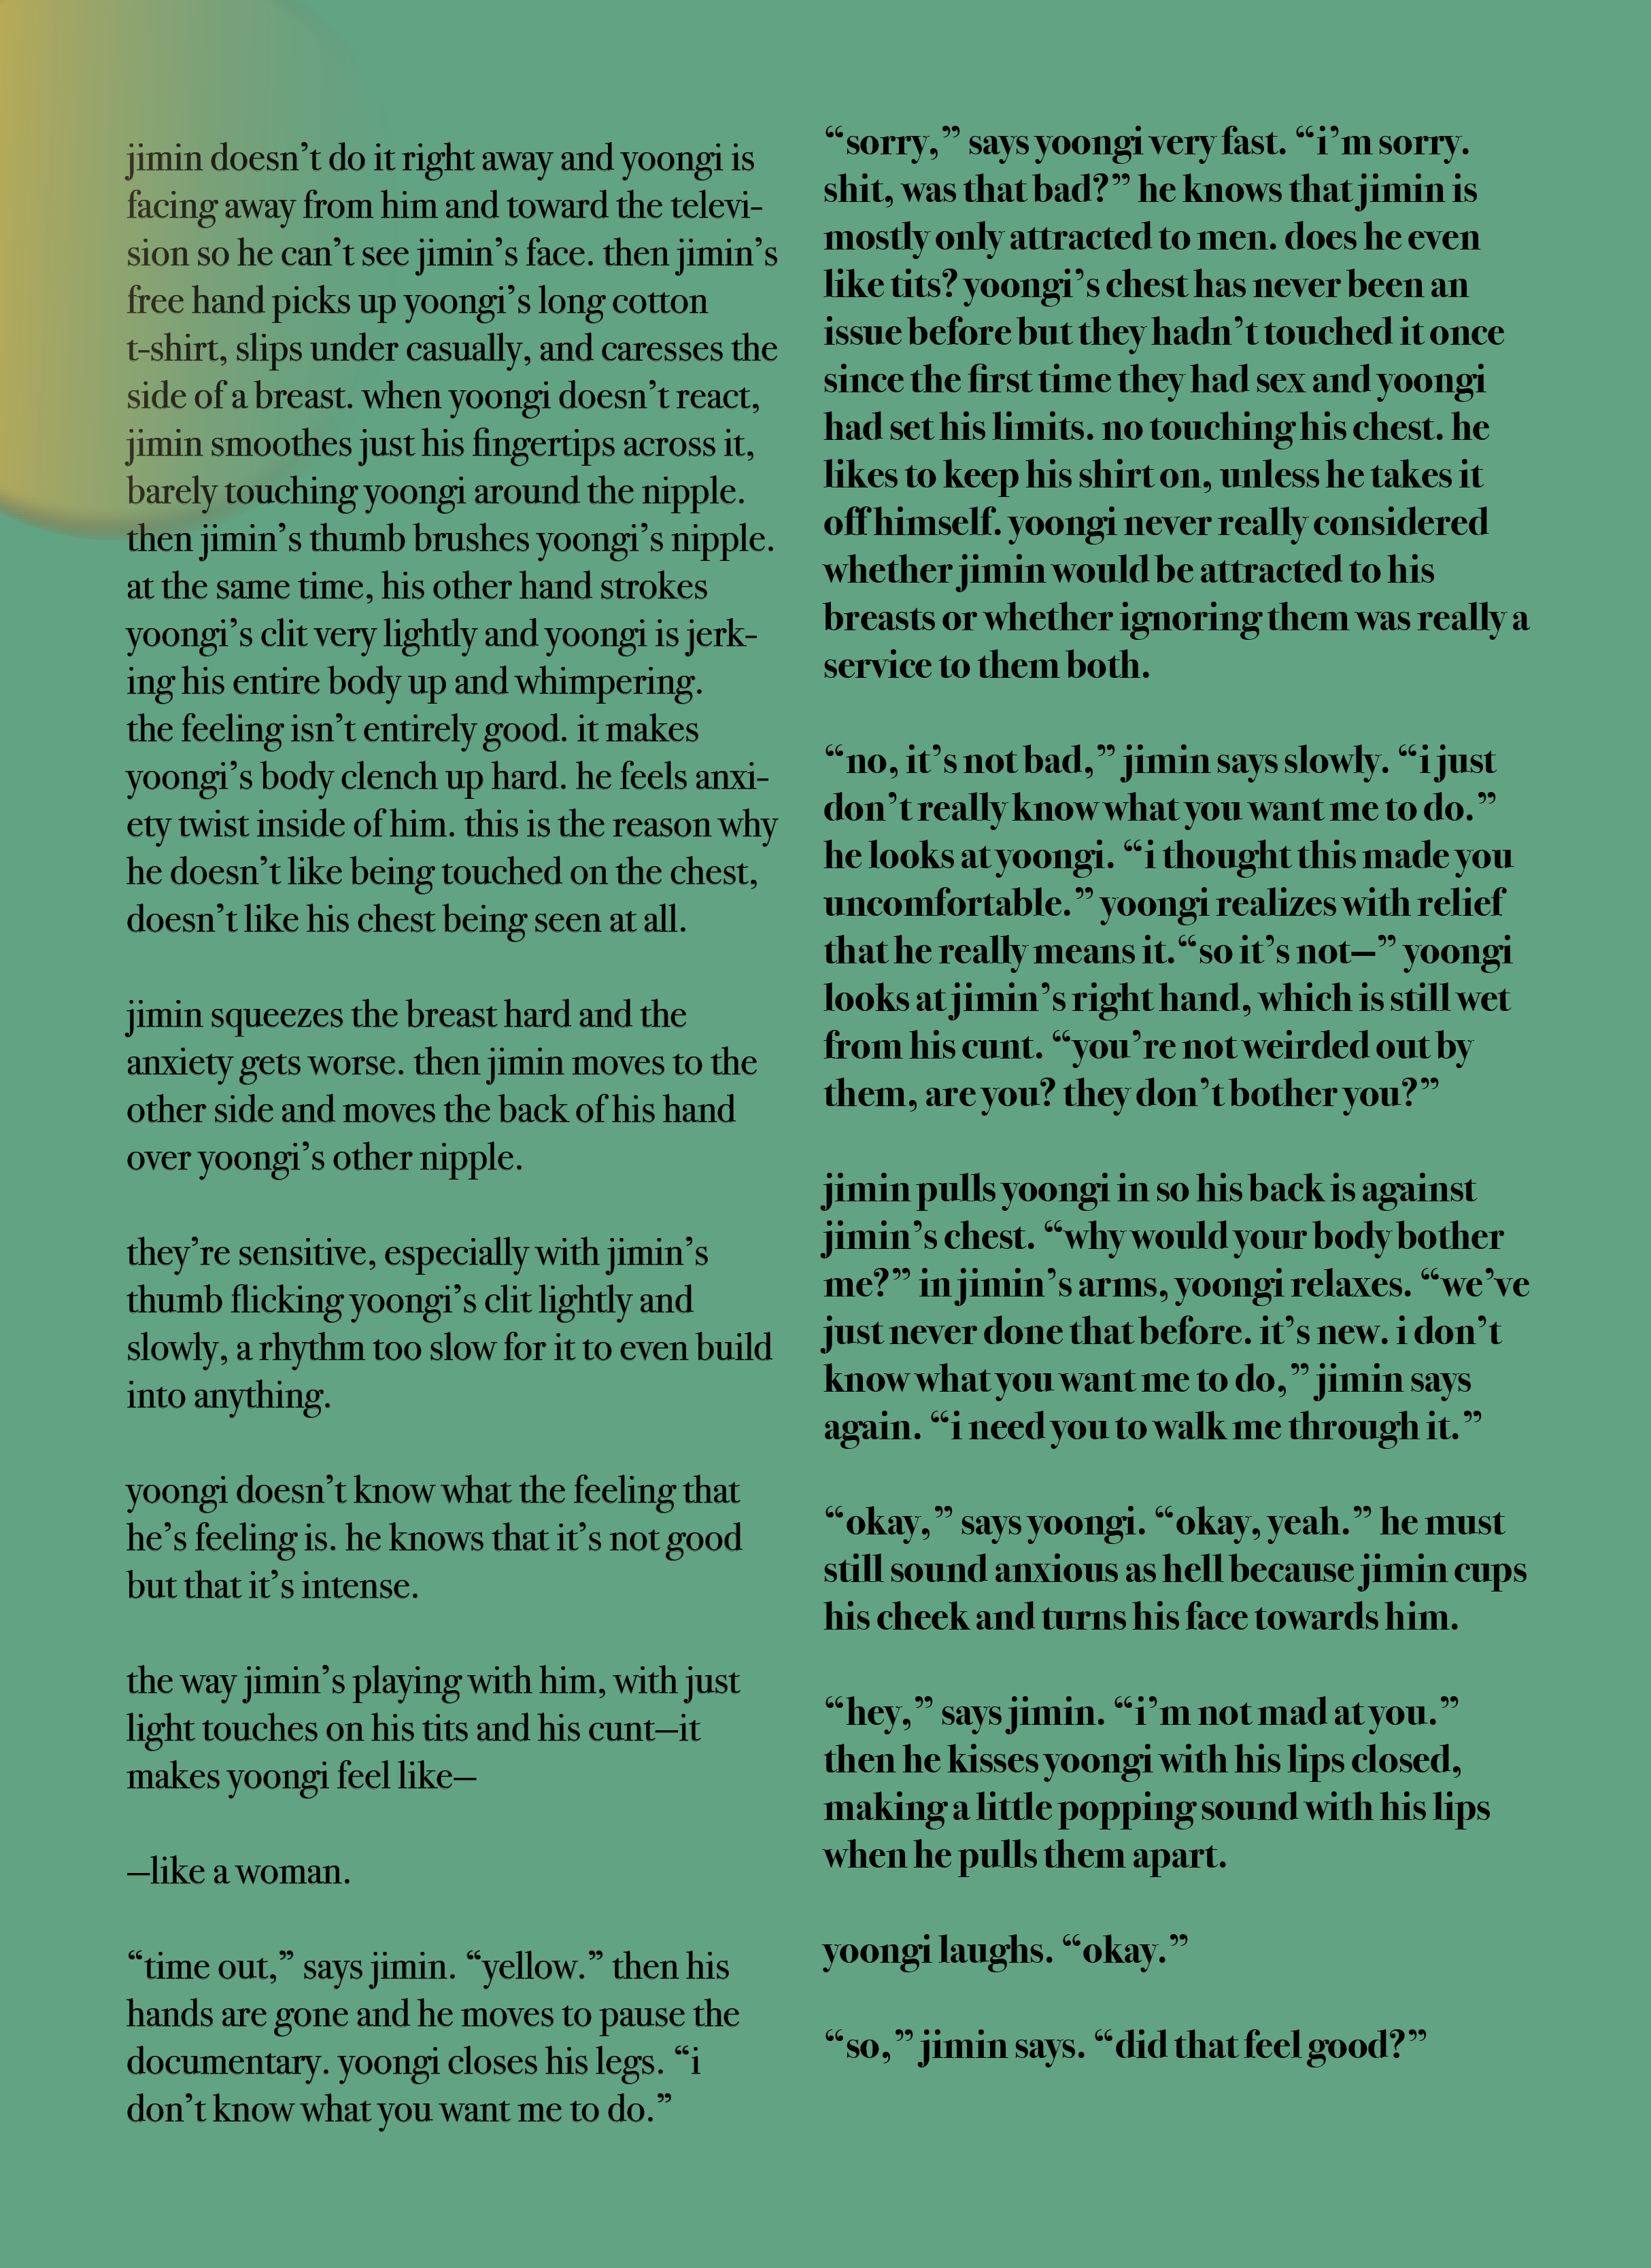 jimin doesn’t do it right away and yoongi is
facing away from him and toward the televi-
sion so he can’t see jimin’s face. then jimin’s
free hand picks up yoongi’s long cotton
t-shirt, slips under casually, and caresses the
side of a breast. when yoongi doesn’t react,
jimin smoothes just his fingertips across it,
barely touching yoongi around the nipple.
then jimin’s thumb brushes yoongi’s nipple.
at the same time, his other hand strokes
yoongi’s clit very lightly and yoongi is jerk-
ing his entire body up and whimpering.
the feeling isn’t entirely good. it makes
yoongi’s body clench up hard. he feels anxi-
ety twist inside of him. this is the reason why
he doesn’t like being touched on the chest,
doesn’t like his chest being seen at all.
jimin squeezes the breast hard and the
anxiety gets worse. then jimin moves to the
other side and moves the back of his hand
over yoongi’s other nipple.
they’re sensitive, especially with jimin’s
thumb flicking yoongi’s clit lightly and
slowly, a rhythm too slow for it to even build
into anything.
yoongi doesn’t know what the feeling that
he’s feeling is. he knows that it’s not good
but that it’s intense.
the way jimin’s playing with him, with just
light touches on his tits and his cunt—it
makes yoongi feel like—
—like a woman.
“time out,” says jimin. “yellow.” then his
hands are gone and he moves to pause the
documentary. yoongi closes his legs. “i
don’t know what you want me to do.”
“sorry,” says yoongi very fast. “i’m sorry.
shit, was that bad?” he knows that jimin is
mostly only attracted to men. does he even
like tits? yoongi’s chest has never been an
issue before but they hadn’t touched it once
since the first time they had sex and yoongi
had set his limits. no touching his chest. he
likes to keep his shirt on, unless he takes it
off himself. yoongi never really considered
whether jimin would be attracted to his
breasts or whether ignoring them was really a
service to them both.
“no, it’s not bad,” jimin says slowly. “i just
don’t really know what you want me to do.”
he looks at yoongi. “i thought this made you
uncomfortable.” yoongi realizes with relief
that he really means it.“so it’s not—” yoongi
looks at jimin’s right hand, which is still wet
from his cunt. “you’re not weirded out by
them, are you? they don’t bother you?”
jimin pulls yoongi in so his back is against
jimin’s chest. “why would your body bother
me?” in jimin’s arms, yoongi relaxes. “we’ve
just never done that before. it’s new. i don’t
know what you want me to do,” jimin says
again. “i need you to walk me through it.”
“okay,” says yoongi. “okay, yeah.” he must
still sound anxious as hell because jimin cups
his cheek and turns his face towards him.
“hey,” says jimin. “i’m not mad at you.”
then he kisses yoongi with his lips closed,
making a little popping sound with his lips
when he pulls them apart.
yoongi laughs. “okay.”
“so,” jimin says. “did that feel good?”